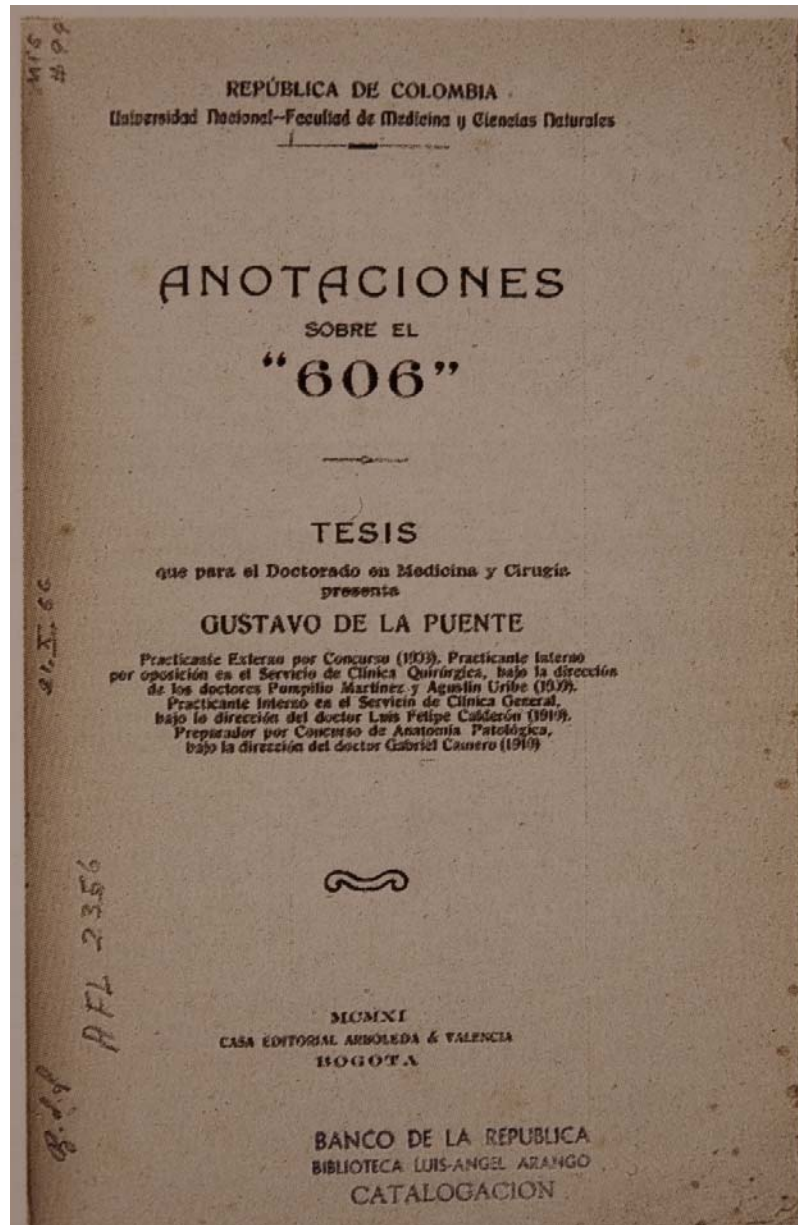 REPÚBLICA DE COLOMBIA
Universidad Nacional--Facultad de Medicina y Ciencias Naturales
ANOTACIONES
SOBRE EL
“606”
TESIS
que para el Doctorado en Medicina y Cirugía
presenta
GUSTAVO DE LA PUENTE
Practicante Externo por Concurso Practicante Interno
por oposición en el Servicio de Clínica Quirúrgica, bajo la dirección
de los doctores Pompilio Martínez y Agustín Uribe
Practicante Interno en el Servicio de Clínica General,
bajo la dirección del doctor Luis Felipe Calderón (1910).
Preparador por Concurso de Anatomía Patológica,
bajo la dirección del doctor Gabriel (1910)
MCMXI
CASA EDITORIAL ARBOLEDA & VALENCIA
BOGOTA
BANCO DE LA REPUBLICA
BIBLIOTECA LUIS-ANGEL ARANGO
CATALOGACION
AFL 2356